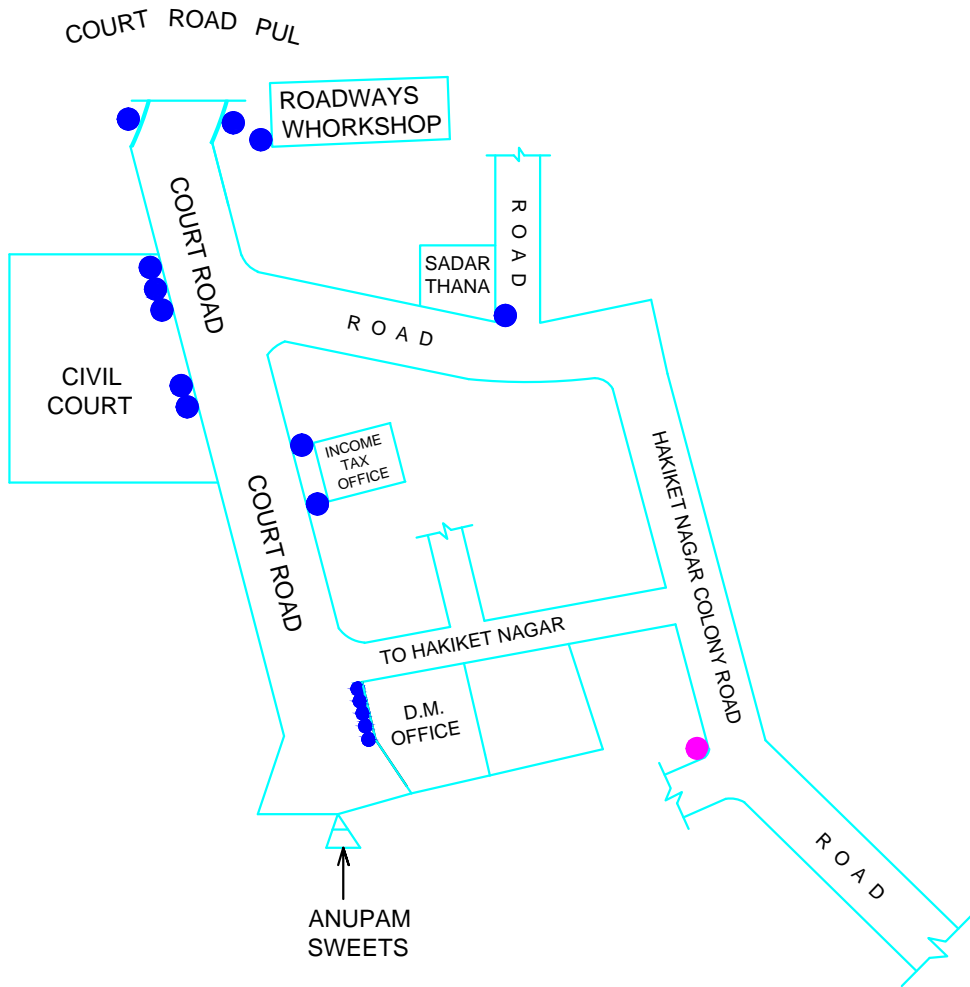 COURT ROAD PUL
ROADWAYS
WHORKSHOP
COURT ROAD
ROAD
SADAR
THANA
ROAD
CIVIL
COURT
INCOME
TAX
OFFICE
HAKIKET NAGAR COLONY ROAD
COURT ROAD
TO HAKIKET NAGAR
D.M.
OFFICE
ROAD
ANUPAM
SWEETS